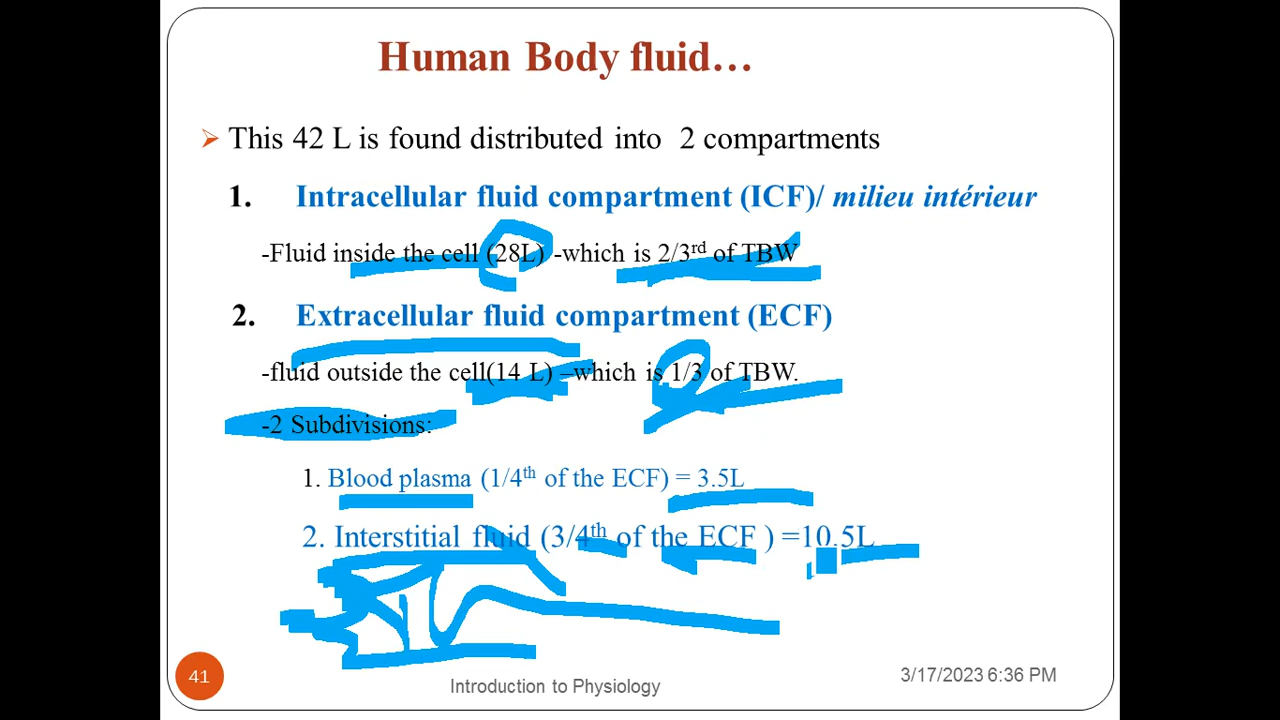 Human Body fluid…
➢ This 42 L is found distributed into 2 compartments
1. Intracellular fluid compartment (ICF)/ milieu intérieur
-Fluid inside the cell (28L) -which is 2/3rd of TBW
2. Extracellular fluid compartment (ECF)
-fluid outside the cell(14 L) –which is 1/3 of TBW.
-2 Subdivisions:
1. Blood plasma (1/4th of the ECF) = 3.5L
2. Interstitial fluid (3/4th of the ECF ) =10.5L
41
Introduction to Physiology
3/17/2023 6:36 PM